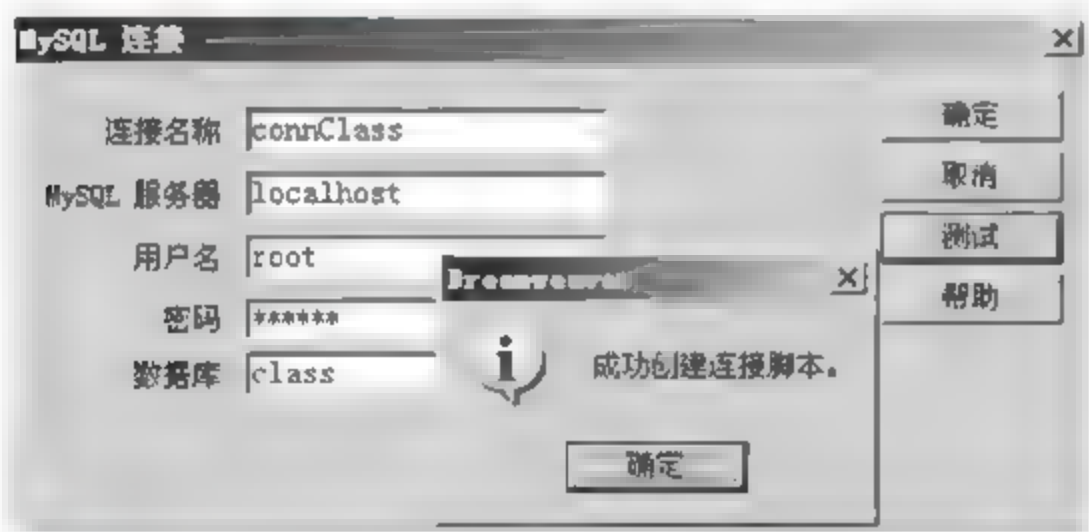 MySQL 连接
连接名称 connClass
MySQL 服务器 localhost
用户名 root
密码 ******
数据库 class
确定
取消
测试
帮助
Dreamweaver
成功创建连接脚本。
确定